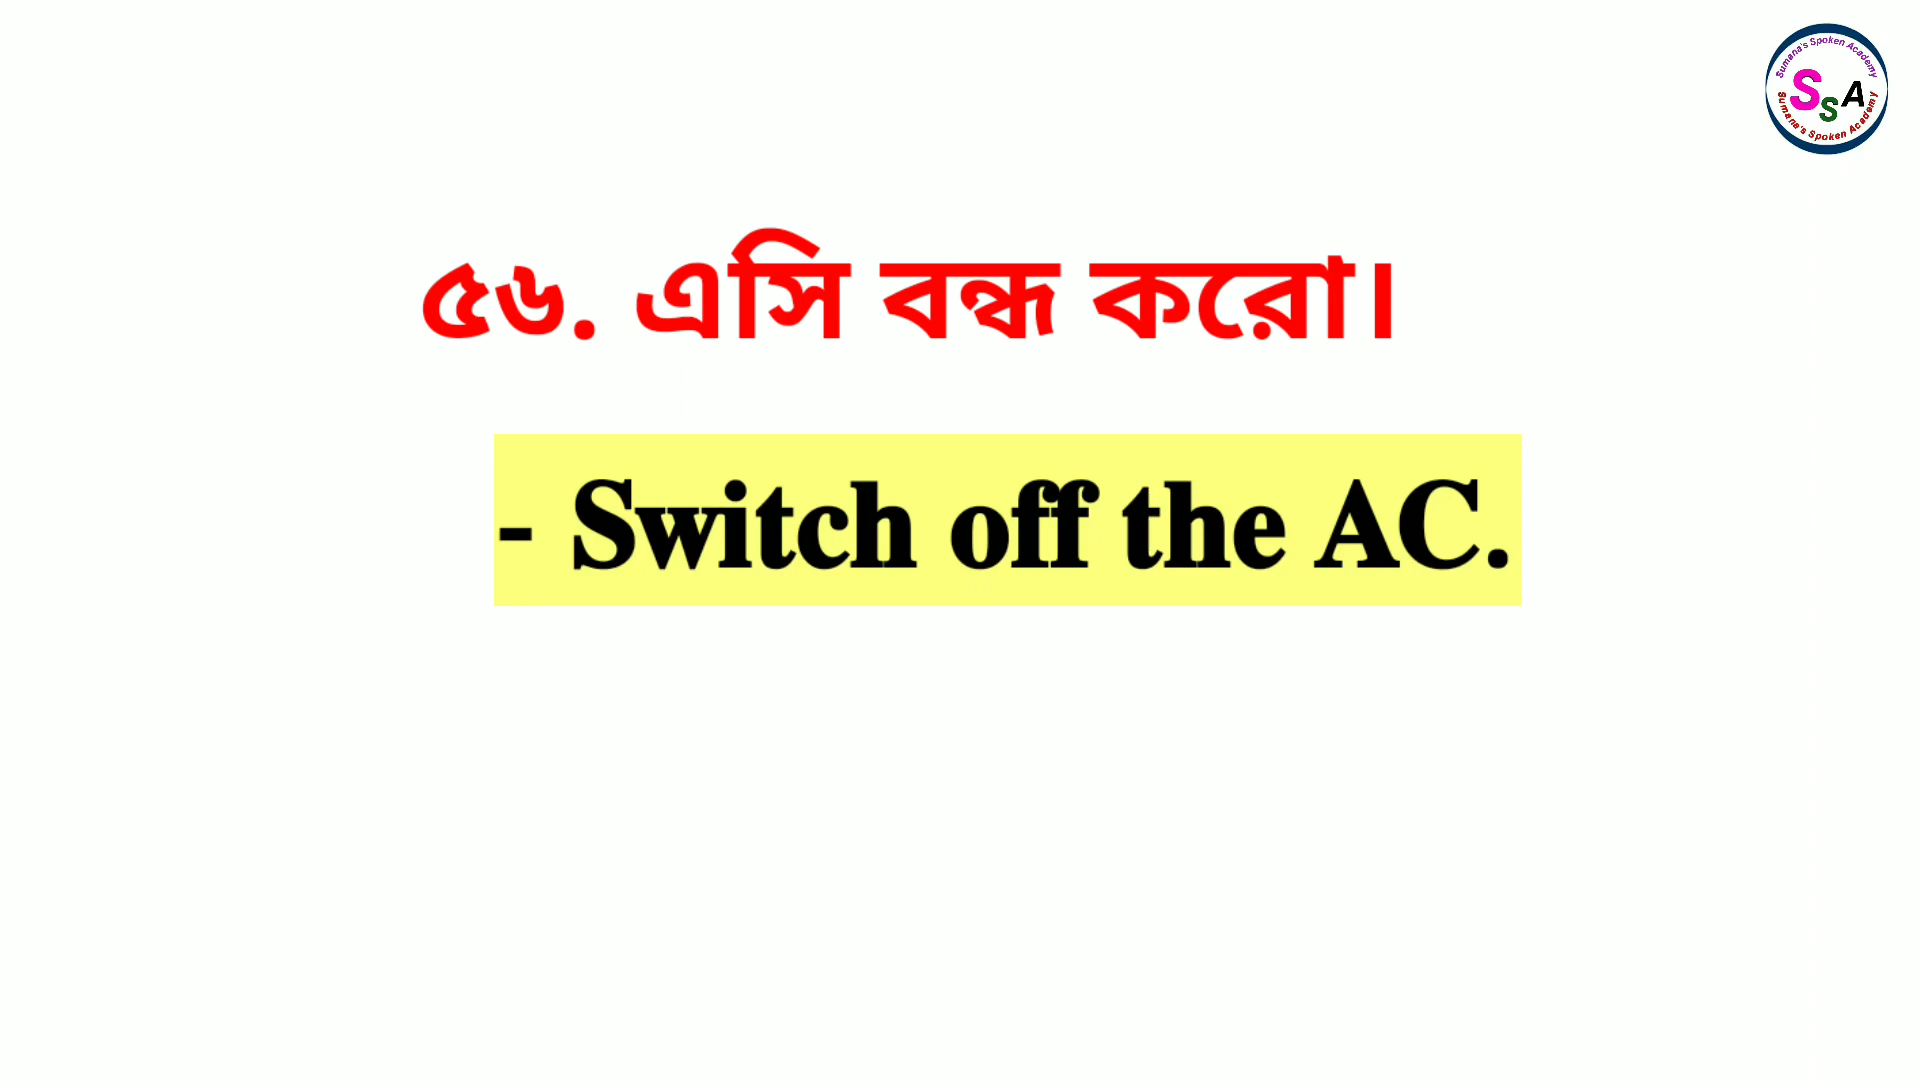 Sumana's Spoken Academy
SSA
Sumana's Spoken Academy
৫৬. এসি বন্ধ করো।
- Switch off the AC.